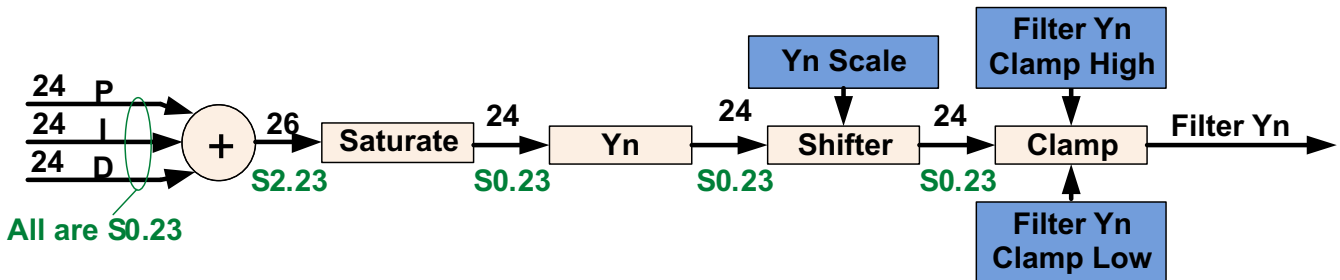 24 P
24 I
24 D
All are S0.23
+
26
S2.23
Saturate
24
S0.23
Yn
24
S0.23
Yn Scale
Shifter
24
S0.23
Filter Yn
Clamp High
Clamp
Filter Yn
Clamp Low
Filter Yn